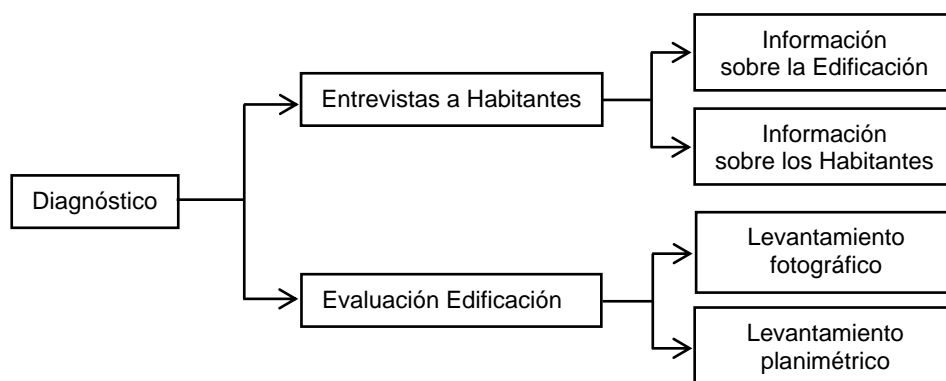 Diagnóstico
Entrevistas a Habitantes
Información
sobre la Edificación
Información
sobre los Habitantes
Evaluación Edificación
Levantamiento
fotográfico
Levantamiento
planimétrico